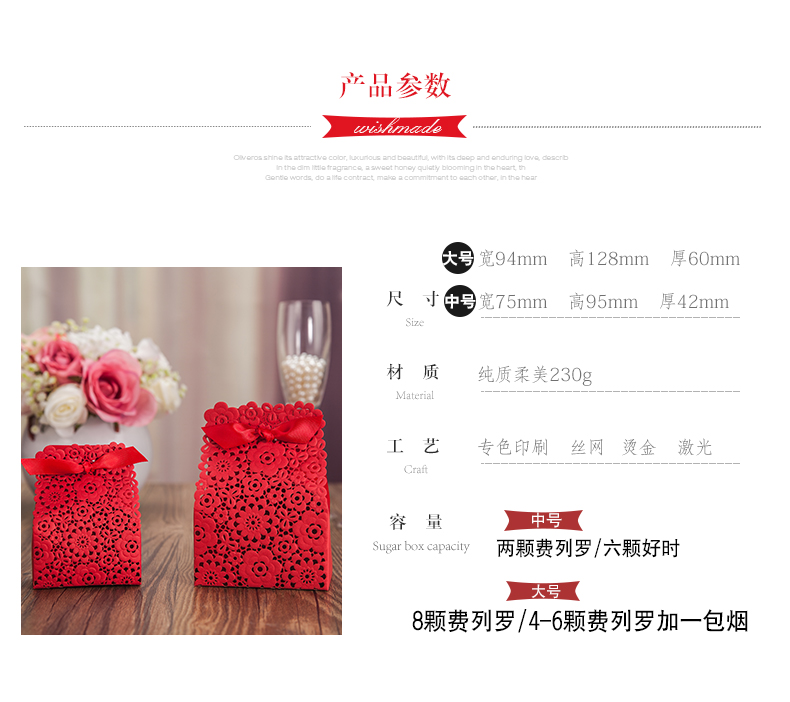 产品参数
wishmade
Oliveros shine its attractive color, luxurious and beautiful, with its deep and enduring love, describ
In the dim little fragrance, a sweet honey quietly blooming in the heart, th
Gentle words, do a life contract, make a commitment to each other, in the hear
大号 宽94mm 高128mm 厚60mm
尺 寸 中号 宽75mm 高95mm 厚42mm
Size
材 质 纯质柔美230g
Material
工 艺 专色印刷 丝网 烫金 激光
Craft
容 量 中号
Sugar box capacity 两颗费列罗/六颗好时
大号
8颗费列罗/4-6颗费列罗加一包烟